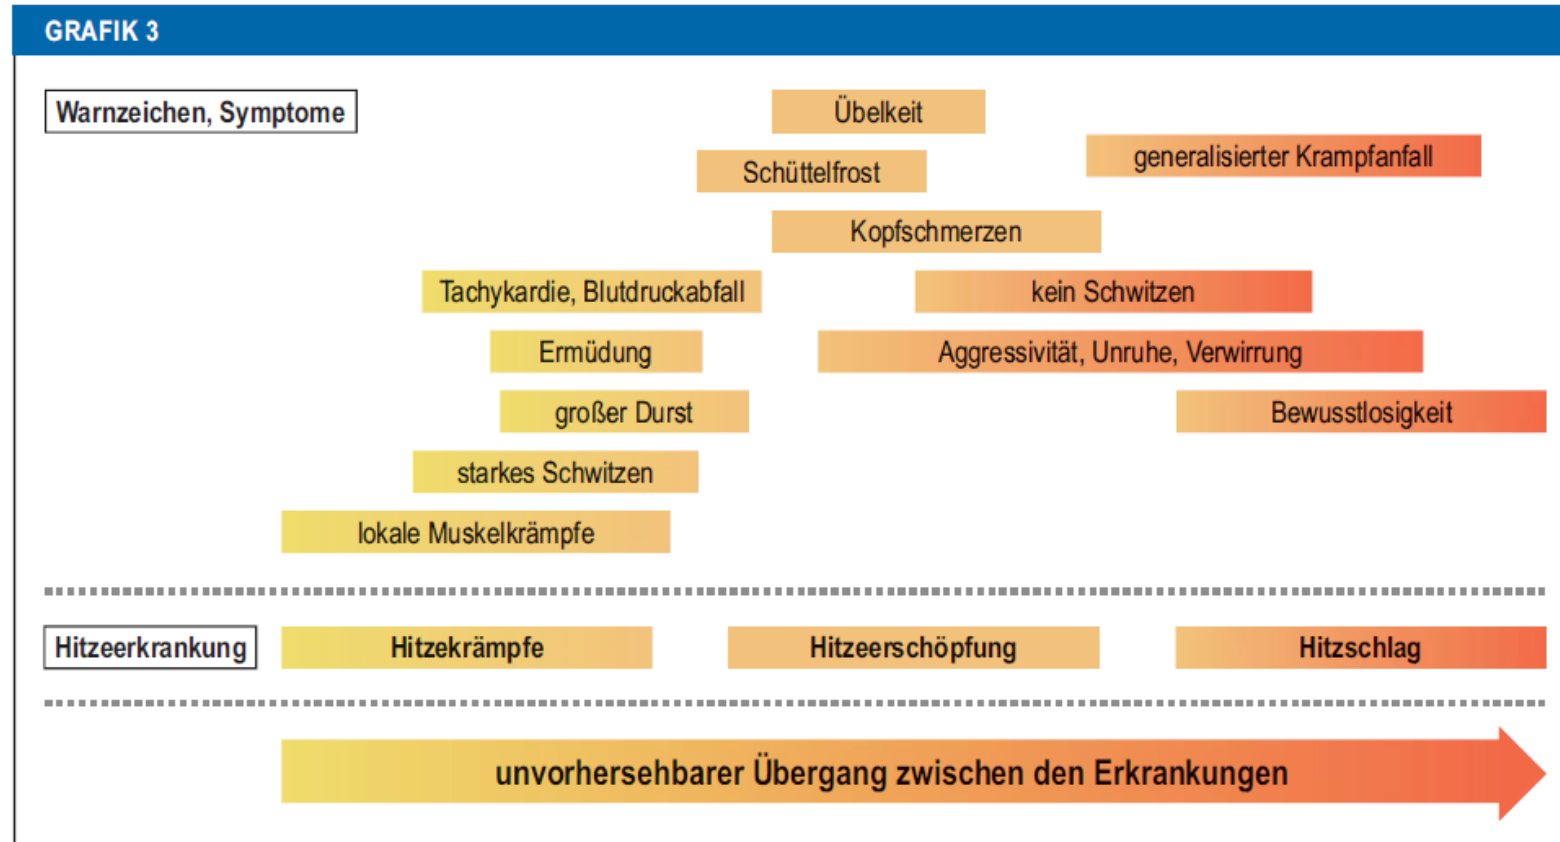 GRAFIK 3
Warnzeichen, Symptome
Übelkeit
generalisierter Krampfanfall
Schüttelfrost
Kopfschmerzen
Tachykardie, Blutdruckabfall
kein Schwitzen
Ermüdung
Aggressivität, Unruhe, Verwirrung
großer Durst
Bewusstlosigkeit
starkes Schwitzen
lokale Muskelkrämpfe
Hitzeerkrankung
Hitzekrämpfe
Hitzeerschöpfung
Hitzschlag
unvorhersehbarer Übergang zwischen den Erkrankungen